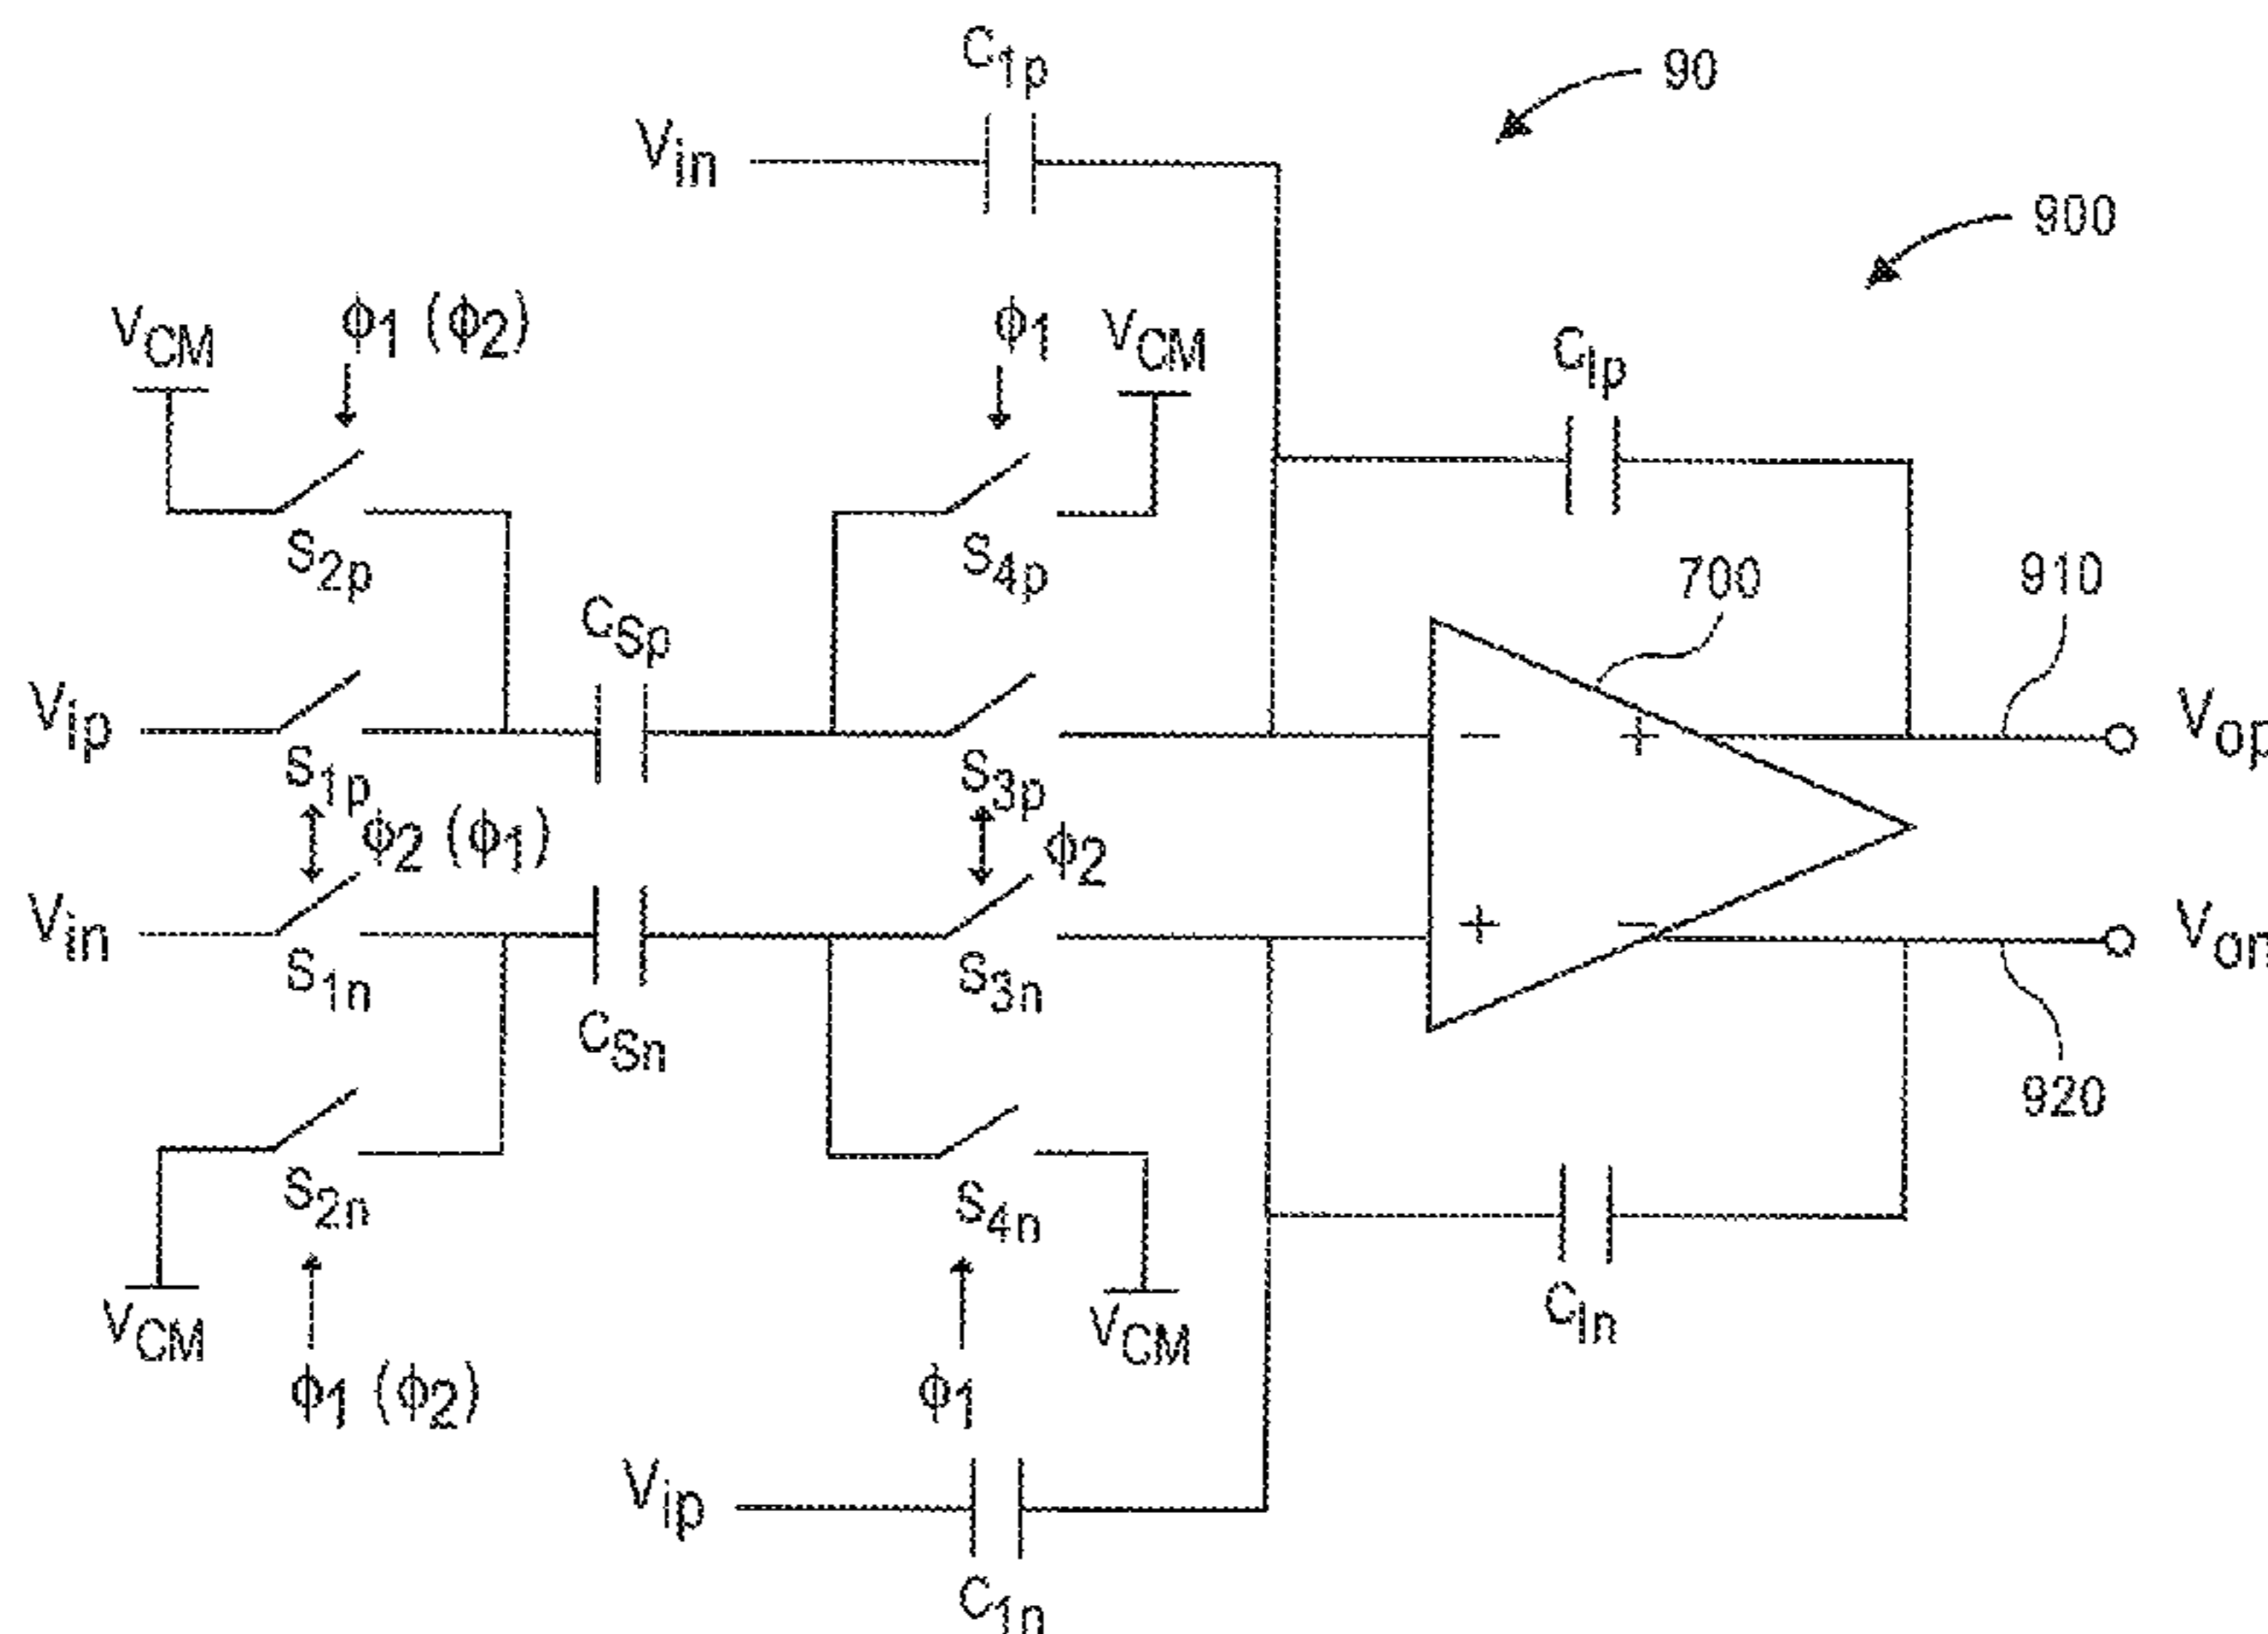 C1p
90
Vin
900
VCM
ϕ1 (ϕ2)
ϕ1
VCM
CIp
S2p
S4p
700
910
CSp
Vip
S1p
S3p
− +
Vop
ϕ2 (ϕ1)
ϕ2
Vin
S1n
S3n
+ −
Von
CSn
920
S2n
S4n
CIn
VCM
VCM
ϕ1 (ϕ2)
ϕ1
Vip
C1n